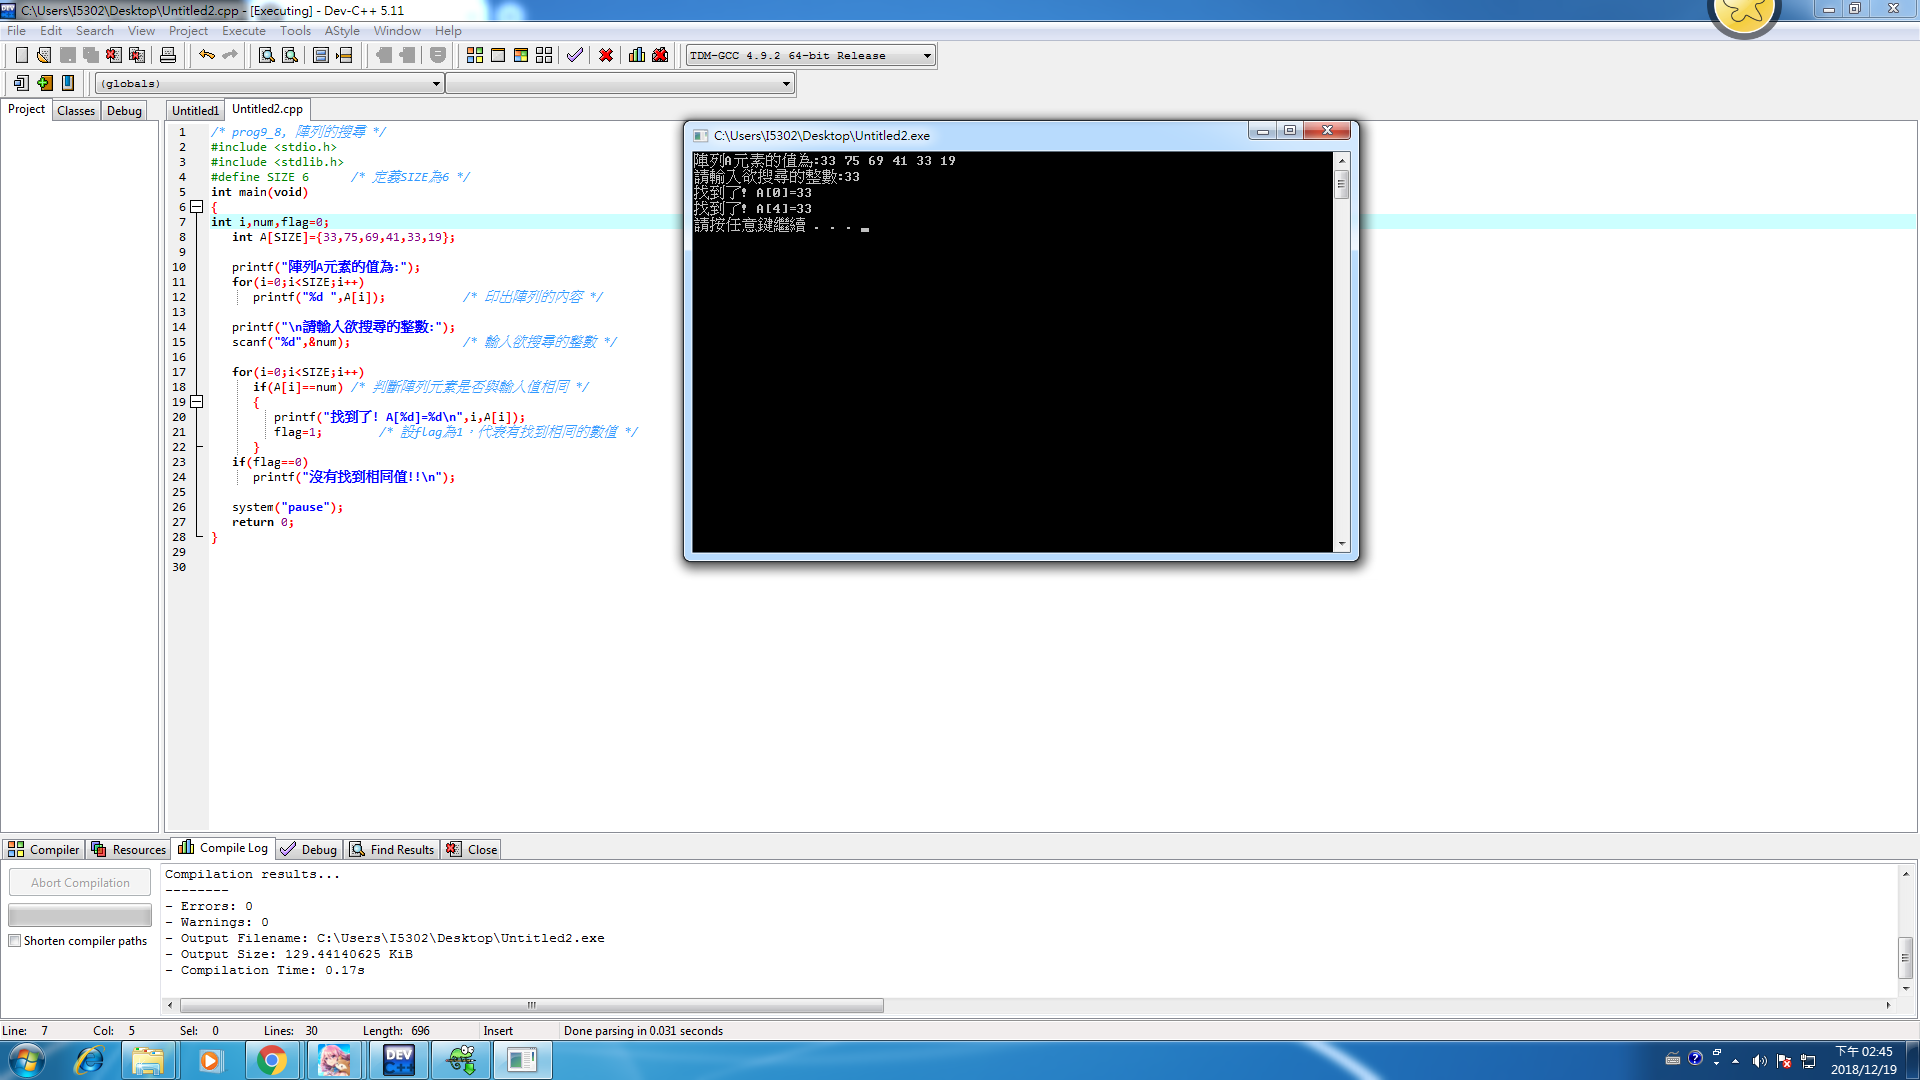 C:\Users\I5302\Desktop\Untitled2.cpp - [Executing] - Dev-C++ 5.11
File Edit Search View Project Execute Tools AStyle Window Help
TDM-GCC 4.9.2 64-bit Release
(globals)
Project Classes Debug
Untitled1 Untitled2.cpp
1 /* prog9_8, 陣列的搜尋 */
2 #include <stdio.h>
3 #include <stdlib.h>
4 #define SIZE 6 /* 定義SIZE為6 */
5 int main(void)
6 {
7 int i,num,flag=0;
8 int A[SIZE]={33,75,69,41,33,19};
9
10 printf("陣列A元素的值為:");
11 for(i=0;i<SIZE;i++)
12 printf("%d ",A[i]); /* 印出陣列的內容 */
13
14 printf("\n請輸入欲搜尋的整數:");
15 scanf("%d",&num); /* 輸入欲搜尋的整數 */
16
17 for(i=0;i<SIZE;i++)
18 if(A[i]==num) /* 判斷陣列元素是否與輸入值相同 */
19 {
20 printf("找到了! A[%d]=%d\n",i,A[i]);
21 flag=1; /* 設flag為1，代表有找到相同的數值 */
22 }
23 if(flag==0)
24 printf("沒有找到相同值!!\n");
25
26 system("pause");
27 return 0;
28 }
29
30
C:\Users\I5302\Desktop\Untitled2.exe
陣列A元素的值為:33 75 69 41 33 19
請輸入欲搜尋的整數:33
找到了! A[0]=33
找到了! A[4]=33
請按任意鍵繼續 . . .
Compiler Resources Compile Log Debug Find Results Close
Abort Compilation
Shorten compiler paths
Compilation results...
--------
- Errors: 0
- Warnings: 0
- Output Filename: C:\Users\I5302\Desktop\Untitled2.exe
- Output Size: 129.44140625 KiB
- Compilation Time: 0.17s
Line: 7 Col: 5 Sel: 0 Lines: 30 Length: 696 Insert Done parsing in 0.031 seconds
DEV C++
下午 02:45
2018/12/19